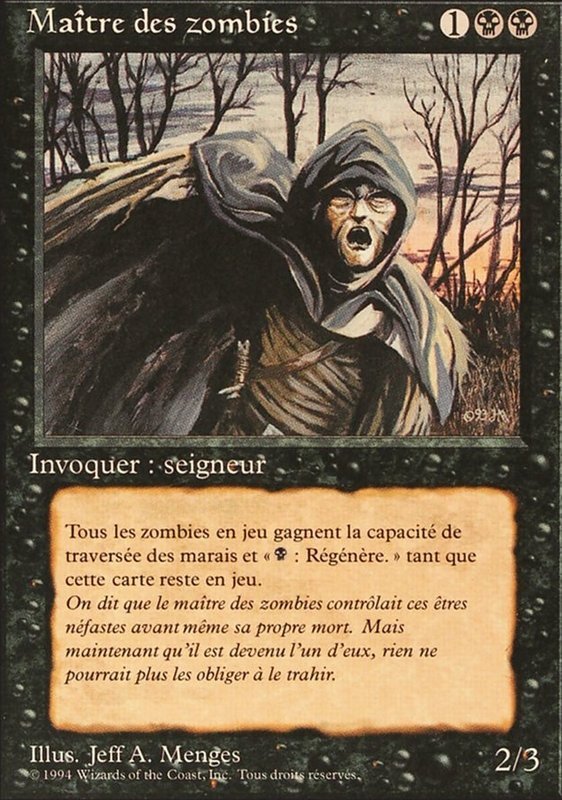 Maître des zombies 1
©93 JM
Invoquer : seigneur
Tous les zombies en jeu gagnent la capacité de
traversée des marais et « : Régénère. » tant que
cette carte reste en jeu.
On dit que le maître des zombies contrôlait ces êtres
néfastes avant même sa propre mort. Mais
maintenant qu'il est devenu l'un d'eux, rien ne
pourrait plus les obliger à le trahir.
Illus. Jeff A. Menges
2/3
© 1994 Wizards of the Coast, Inc. Tous droits réservés.